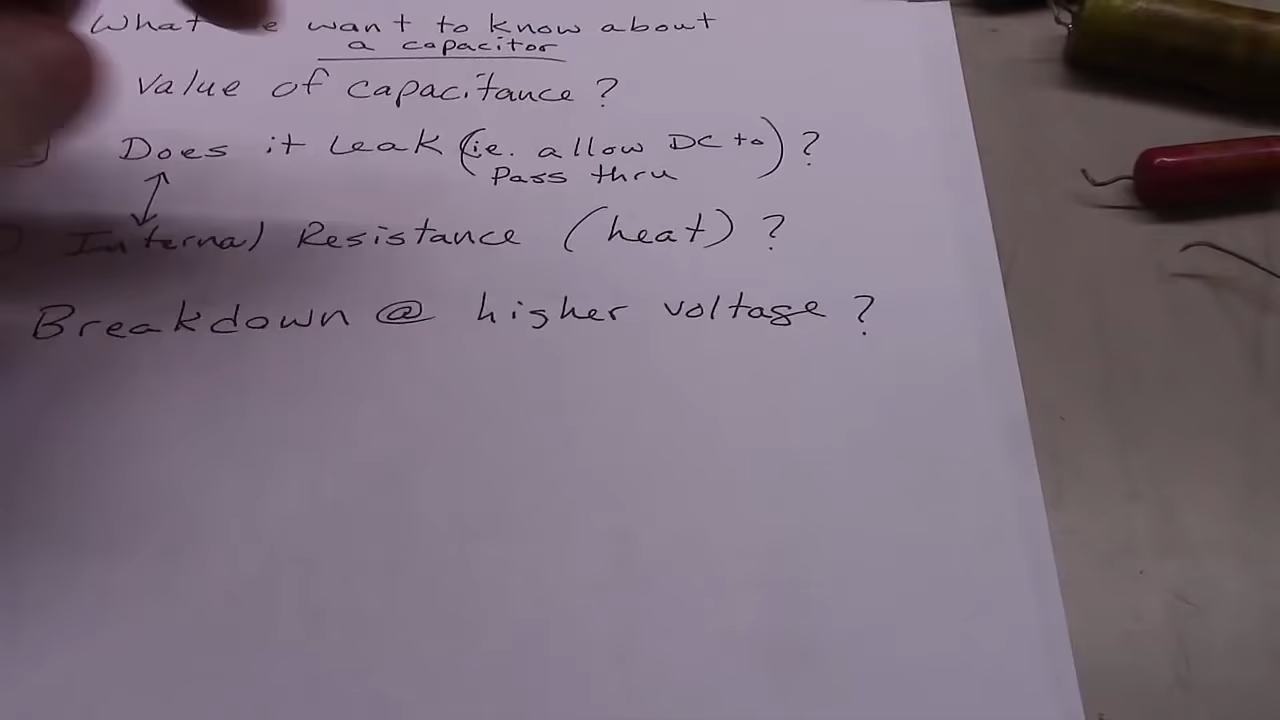 What e want to know about
a capacitor
Value of capacitance ?
Does it Leak (ie. allow DC to) ?
Pass thru
Internal Resistance (heat) ?
Breakdown @ higher voltage ?